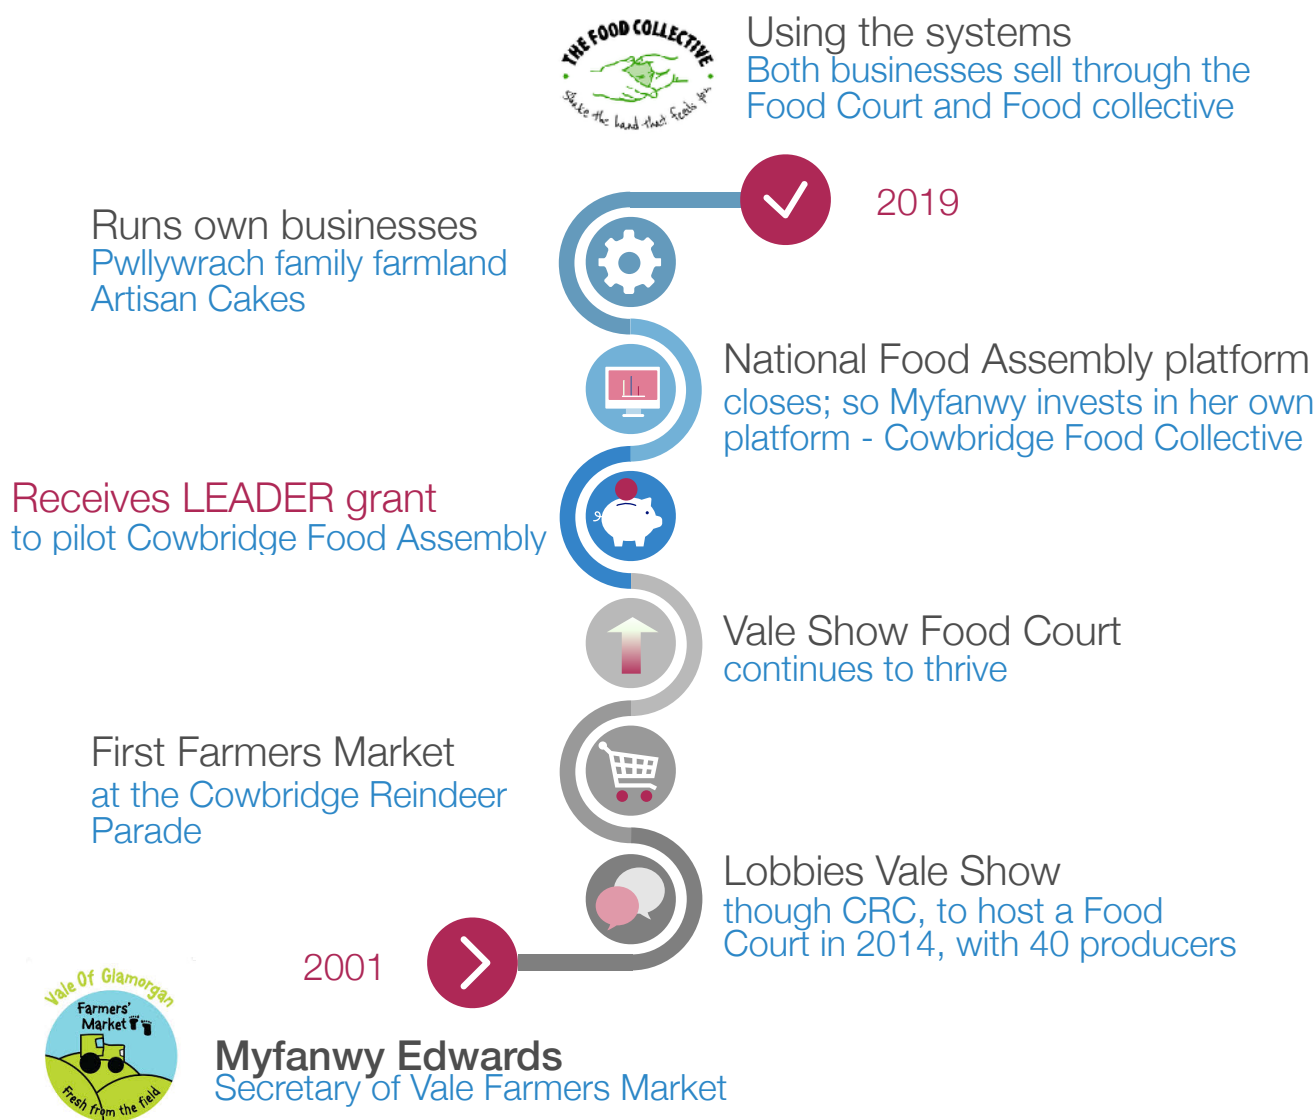 THE FOOD COLLECTIVE
Shake the hand that feeds you
Using the systems
Both businesses sell through the
Food Court and Food collective
2019
Runs own businesses
Pwllywrach family farmland
Artisan Cakes
National Food Assembly platform
closes; so Myfanwy invests in her own
platform - Cowbridge Food Collective
Receives LEADER grant
to pilot Cowbridge Food Assembly
Vale Show Food Court
continues to thrive
First Farmers Market
at the Cowbridge Reindeer
Parade
Lobbies Vale Show
though CRC, to host a Food
Court in 2014, with 40 producers
2001
Vale Of Glamorgan
Farmers'
Market
Fresh from the field
Myfanwy Edwards
Secretary of Vale Farmers Market